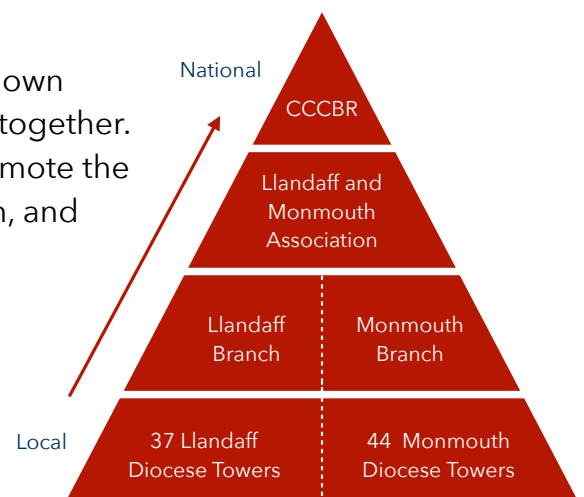 own
together.
mote the
n, and
National
CCCBR
Llandaff and
Monmouth
Association
Llandaff
Branch
Monmouth
Branch
Local
37 Llandaff
Diocese Towers
44 Monmouth
Diocese Towers